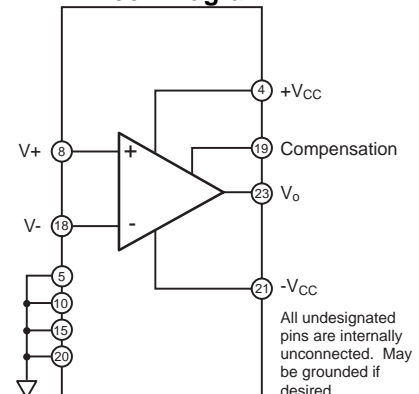 4 +VCC
19 Compensation
V+ 8 +
23 Vo
V- 18 -
5
21 -VCC
10
15
20
All undesignated
pins are internally
unconnected. May
be grounded if
desired